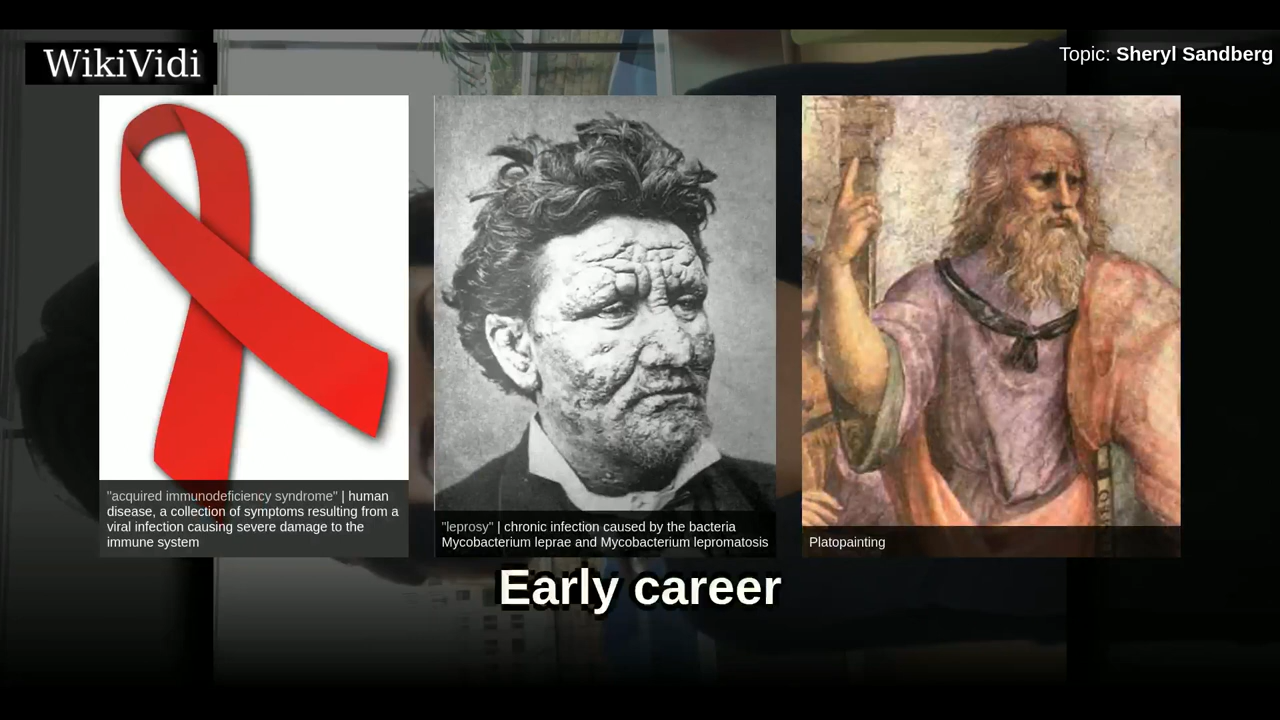 WikiVidi
Topic: Sheryl Sandberg
"acquired immunodeficiency syndrome" | human
disease, a collection of symptoms resulting from a
viral infection causing severe damage to the
immune system
"leprosy" | chronic infection caused by the bacteria
Mycobacterium leprae and Mycobacterium lepromatosis
Platopainting
Early career